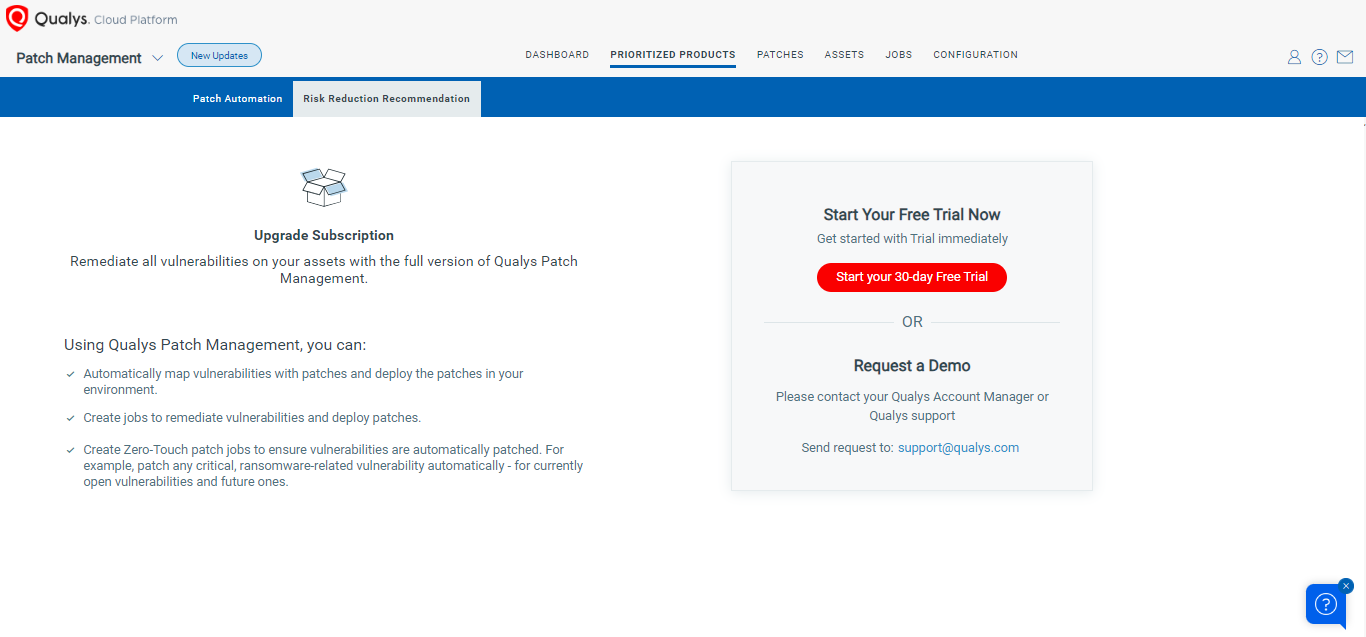 Qualys. Cloud Platform
Patch Management
New Updates
DASHBOARD
PRIORITIZED PRODUCTS
PATCHES
ASSETS
JOBS
CONFIGURATION
Patch Automation
Risk Reduction Recommendation
Upgrade Subscription
Remediate all vulnerabilities on your assets with the full version of Qualys Patch
Management.
Using Qualys Patch Management, you can:
Automatically map vulnerabilities with patches and deploy the patches in your
environment.
Create jobs to remediate vulnerabilities and deploy patches.
Create Zero-Touch patch jobs to ensure vulnerabilities are automatically patched. For
example, patch any critical, ransomware-related vulnerability automatically - for currently
open vulnerabilities and future ones.
Start Your Free Trial Now
Get started with Trial immediately
Start your 30-day Free Trial
OR
Request a Demo
Please contact your Qualys Account Manager or
Qualys support
Send request to: support@qualys.com